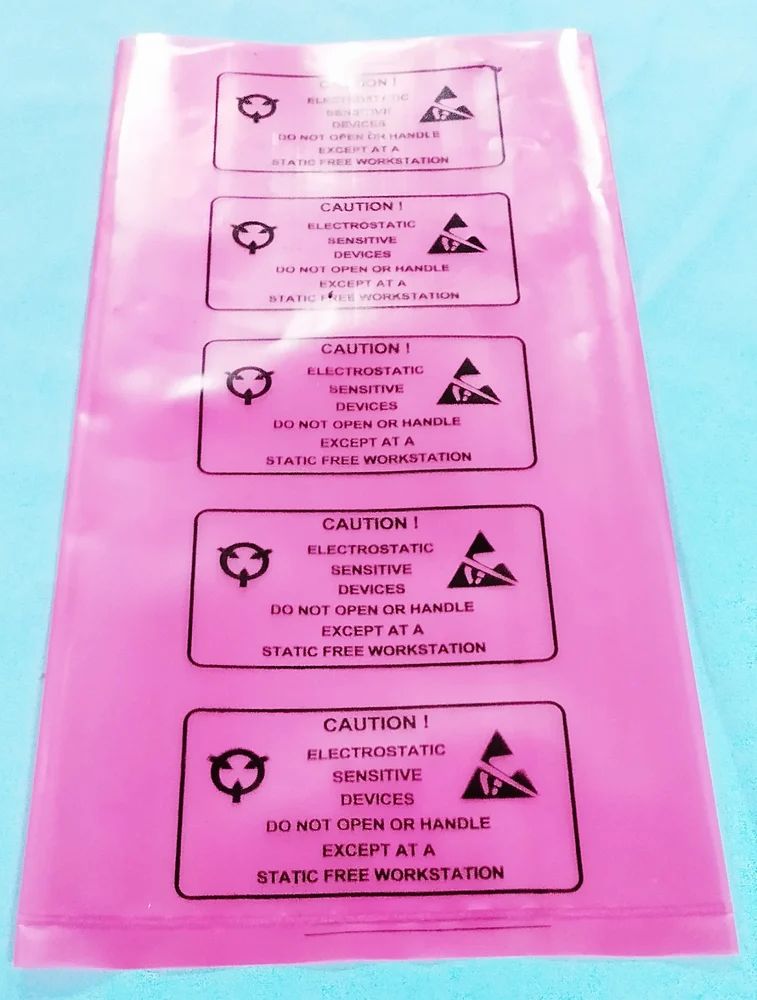 CAUTION !
ELECTROSTATIC
SENSITIVE
DEVICES
DO NOT OPEN OR HANDLE
EXCEPT AT A
STATIC FREE WORKSTATION
CAUTION !
ELECTROSTATIC
SENSITIVE
DEVICES
DO NOT OPEN OR HANDLE
EXCEPT AT A
STATIC FREE WORKSTATION
CAUTION !
ELECTROSTATIC
SENSITIVE
DEVICES
DO NOT OPEN OR HANDLE
EXCEPT AT A
STATIC FREE WORKSTATION
CAUTION !
ELECTROSTATIC
SENSITIVE
DEVICES
DO NOT OPEN OR HANDLE
EXCEPT AT A
STATIC FREE WORKSTATION
CAUTION !
ELECTROSTATIC
SENSITIVE
DEVICES
DO NOT OPEN OR HANDLE
EXCEPT AT A
STATIC FREE WORKSTATION